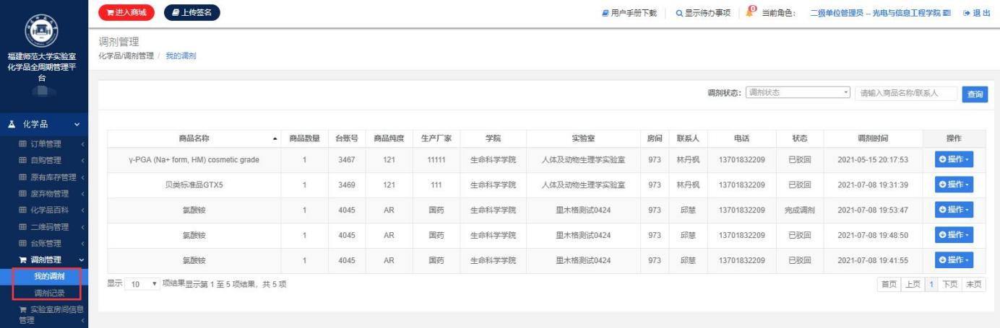 进入商城 上传签名 用户手册下载 显示待办事项 0 当前角色： 二级单位管理员 – 光电与信息工程学院 退出
福建师范大学实验室
化学品全周期管理平
台
化学品
订单管理
自购管理
原有库存管理
废弃物管理
化学品百科
二维码管理
台账管理
调剂管理
我的调剂
调剂记录
实验室房间信息
管理
调剂管理
化学品/调剂管理 / 我的调剂
调剂状态： 调剂状态 请输入商品名称/联系人 查询
商品名称 商品数量 台账号 商品纯度 生产厂家 学院 实验室 房间 联系人 电话 状态 调剂时间 操作
γ-PGA (Na+ form, HM) cosmetic grade 1 3467 121 11111 生命科学学院 人体及动物生理学实验室 973 林丹枫 13701832209 已驳回 2021-05-15 20:17:53 操作
贝类标准品GTX5 1 3469 121 111 生命科学学院 人体及动物生理学实验室 973 林丹枫 13701832209 已驳回 2021-07-08 19:31:39 操作
氯酸铵 1 4045 AR 国药 生命科学学院 里木格测试0424 973 邱慧 13701832209 完成调剂 2021-07-08 19:53:47 操作
氯酸铵 1 4045 AR 国药 生命科学学院 里木格测试0424 973 邱慧 13701832209 已驳回 2021-07-08 19:48:50 操作
氯酸铵 1 4045 AR 国药 生命科学学院 里木格测试0424 973 邱慧 13701832209 已驳回 2021-07-08 19:41:55 操作
显示 10 项结果显示第 1 至 5 项结果，共 5 项 首页 上页 1 下页 末页